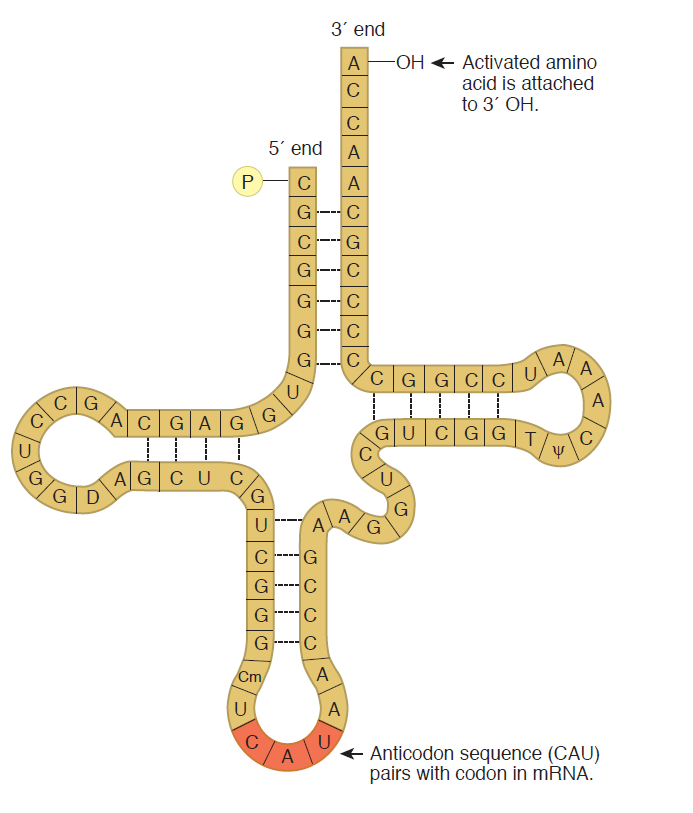 3´ end
A OH Activated amino
acid is attached
to 3´ OH.
C
C
A
5´ end
P C A
G C
C G
G C
G C
G C
G C
U C G G C C U A A A C ψ T G G C U G
G
G A G C A G C C U G G D A G C U C G
C U G G A A
U A
C G
G C
G C
G C
Cm A
U A
C A U
Anticodon sequence (CAU)
pairs with codon in mRNA.